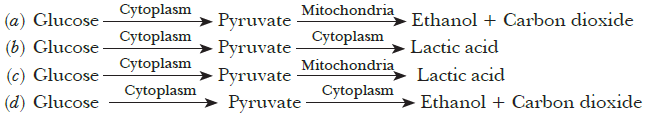 (a) Glucose Cytoplasm Pyruvate Mitochondria Ethanol + Carbon dioxide
(b) Glucose Cytoplasm Pyruvate Cytoplasm Lactic acid
(c) Glucose Cytoplasm Pyruvate Mitochondria Lactic acid
(d) Glucose Cytoplasm Pyruvate Cytoplasm Ethanol + Carbon dioxide